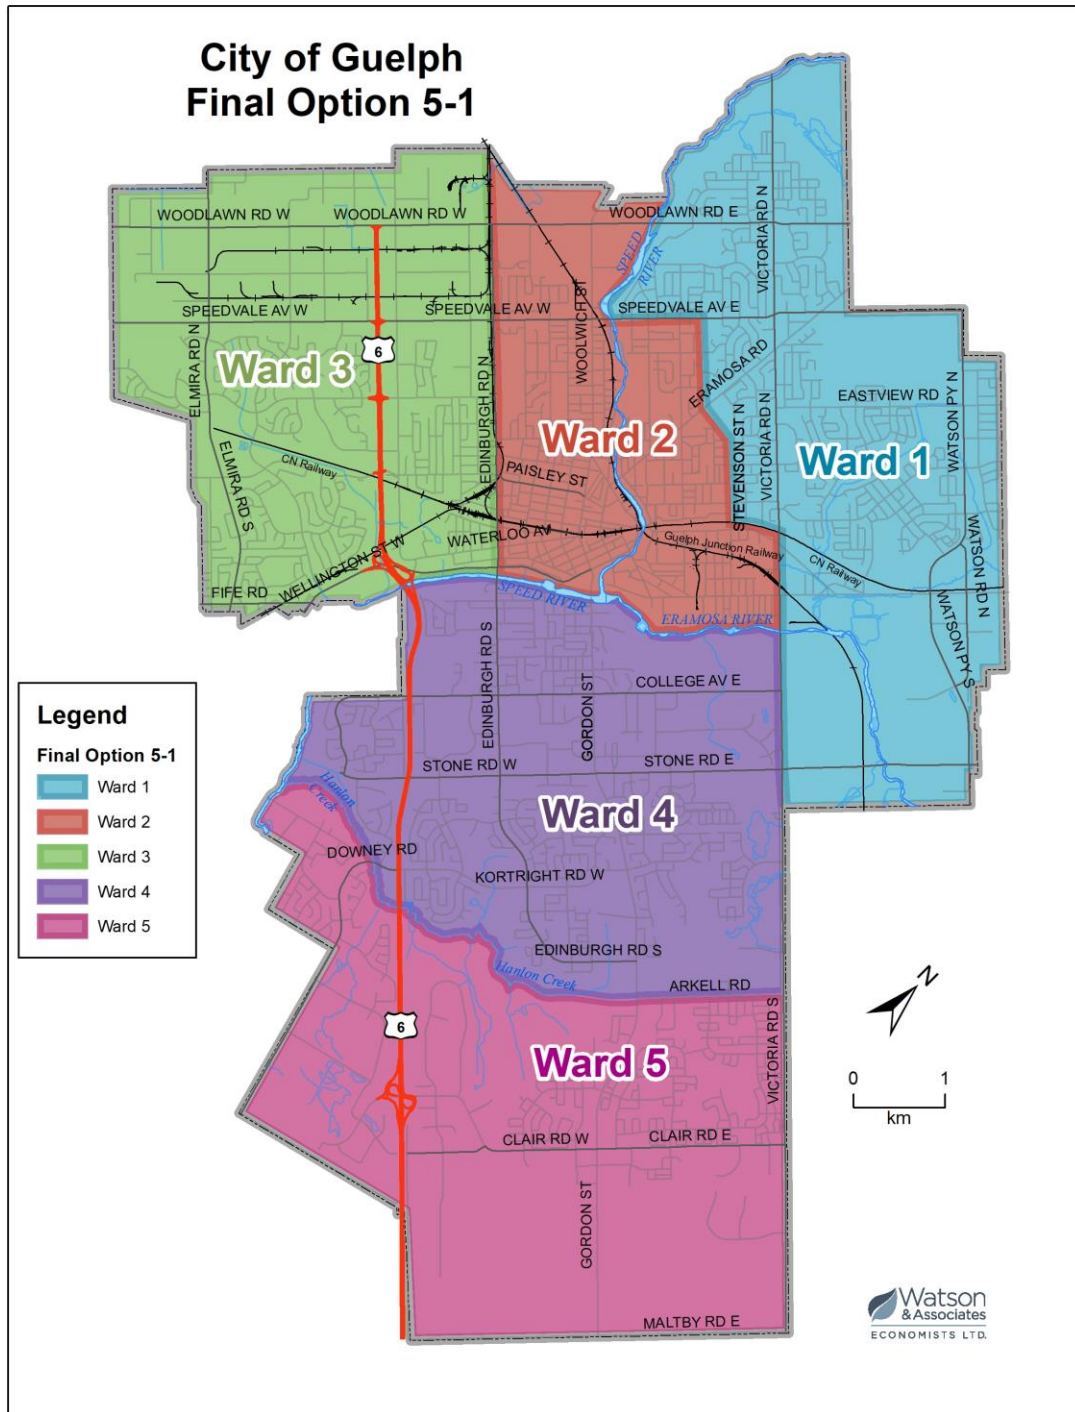 City of Guelph
Final Option 5-1
WOODLAWN RD W
WOODLAWN RD W
WOODLAWN RD E
SPEED
RIVER
VICTORIA RD N
SPEEDVALE AV W
SPEEDVALE AV W
SPEEDVALE AV E
WOOLWICH ST
ELMIRA RD N
6
Ward 3
EDINBURGH RD N
ERAMOSA RD
EASTVIEW RD
WATSON PY N
Ward 2
Ward 1
STEVENSON ST N
VICTORIA RD N
ELMIRA RD S
CN Railway
PAISLEY ST
WATERLOO AV
Guelph Junction Railway
CN Railway
WATSON RD N
WELLINGTON ST W
FIFE RD
SPEED RIVER
ERAMOSA RIVER
WATSON PY S
EDINBURGH RD S
GORDON ST
COLLEGE AV E
STONE RD W
STONE RD E
Hanlon
Creek
Ward 4
DOWNEY RD
KORTRIGHT RD W
EDINBURGH RD S
Hanlon Creek
ARKELL RD
VICTORIA RD S
6
Ward 5
CLAIR RD W
CLAIR RD E
GORDON ST
MALTBY RD E
Legend
Final Option 5-1
Ward 1
Ward 2
Ward 3
Ward 4
Ward 5
N
0 1
km
Watson
& Associates
ECONOMISTS LTD.